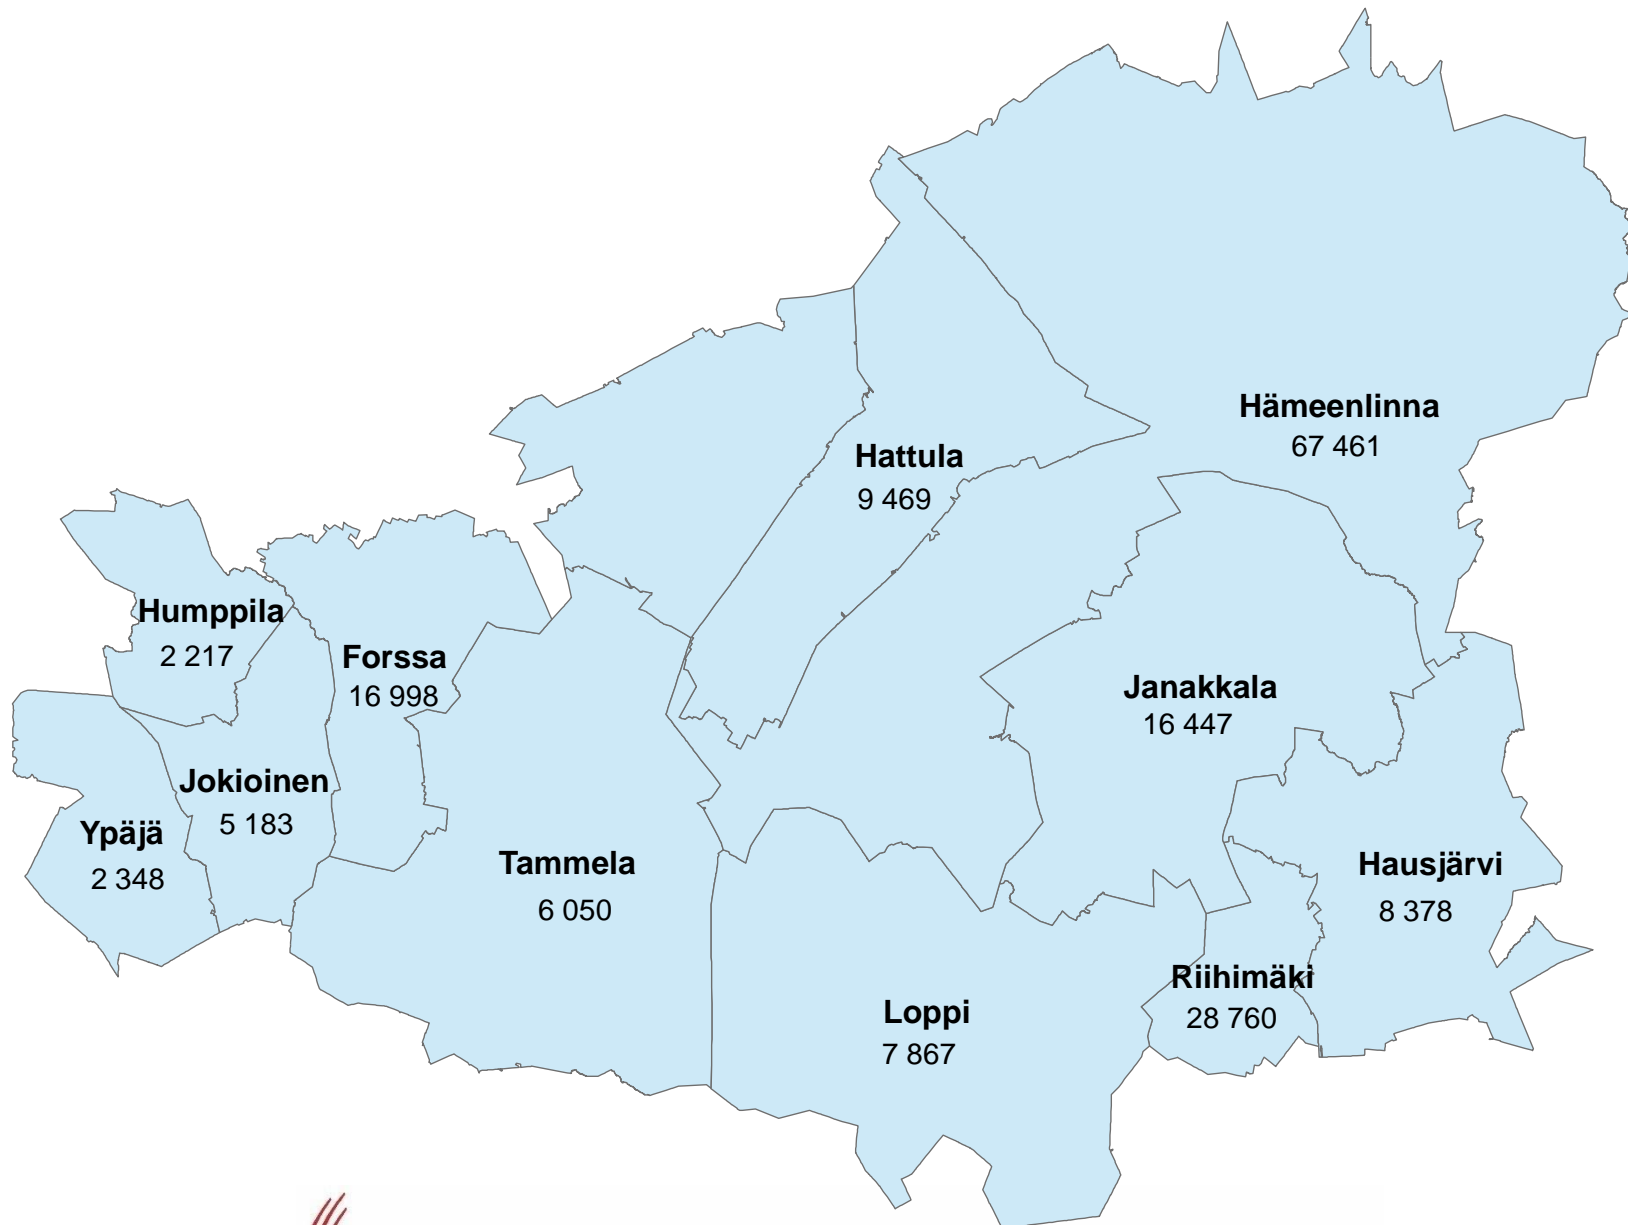 Hämeenlinna
67 461
Hattula
9 469
Humppila
2 217
Forssa
16 998
Janakkala
16 447
Jokioinen
5 183
Ypäjä
2 348
Tammela
6 050
Hausjärvi
8 378
Riihimäki
28 760
Loppi
7 867